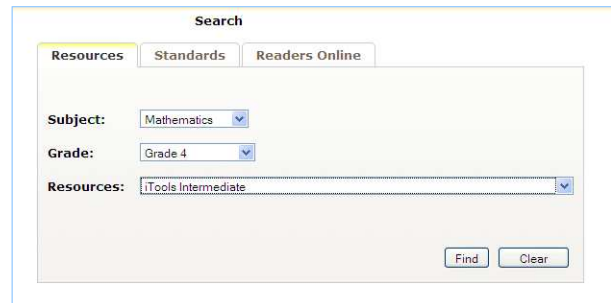 Search
Resources Standards Readers Online
Subject: Mathematics
Grade: Grade 4
Resources: iTools Intermediate
Find Clear